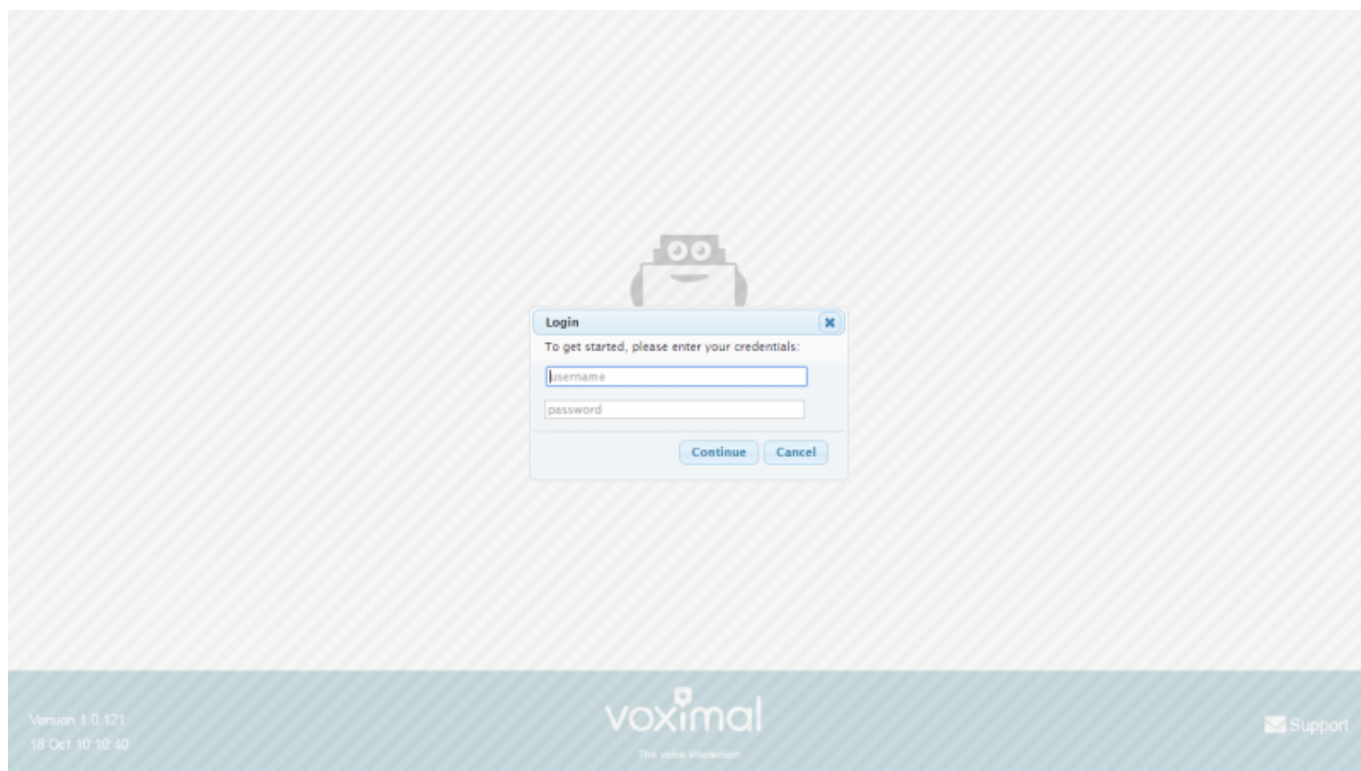 Login
To get started, please enter your credentials:
username
password
Continue Cancel
Version 1.0.121
18 Oct 10:10:40
voximal
The voice interaction
Support